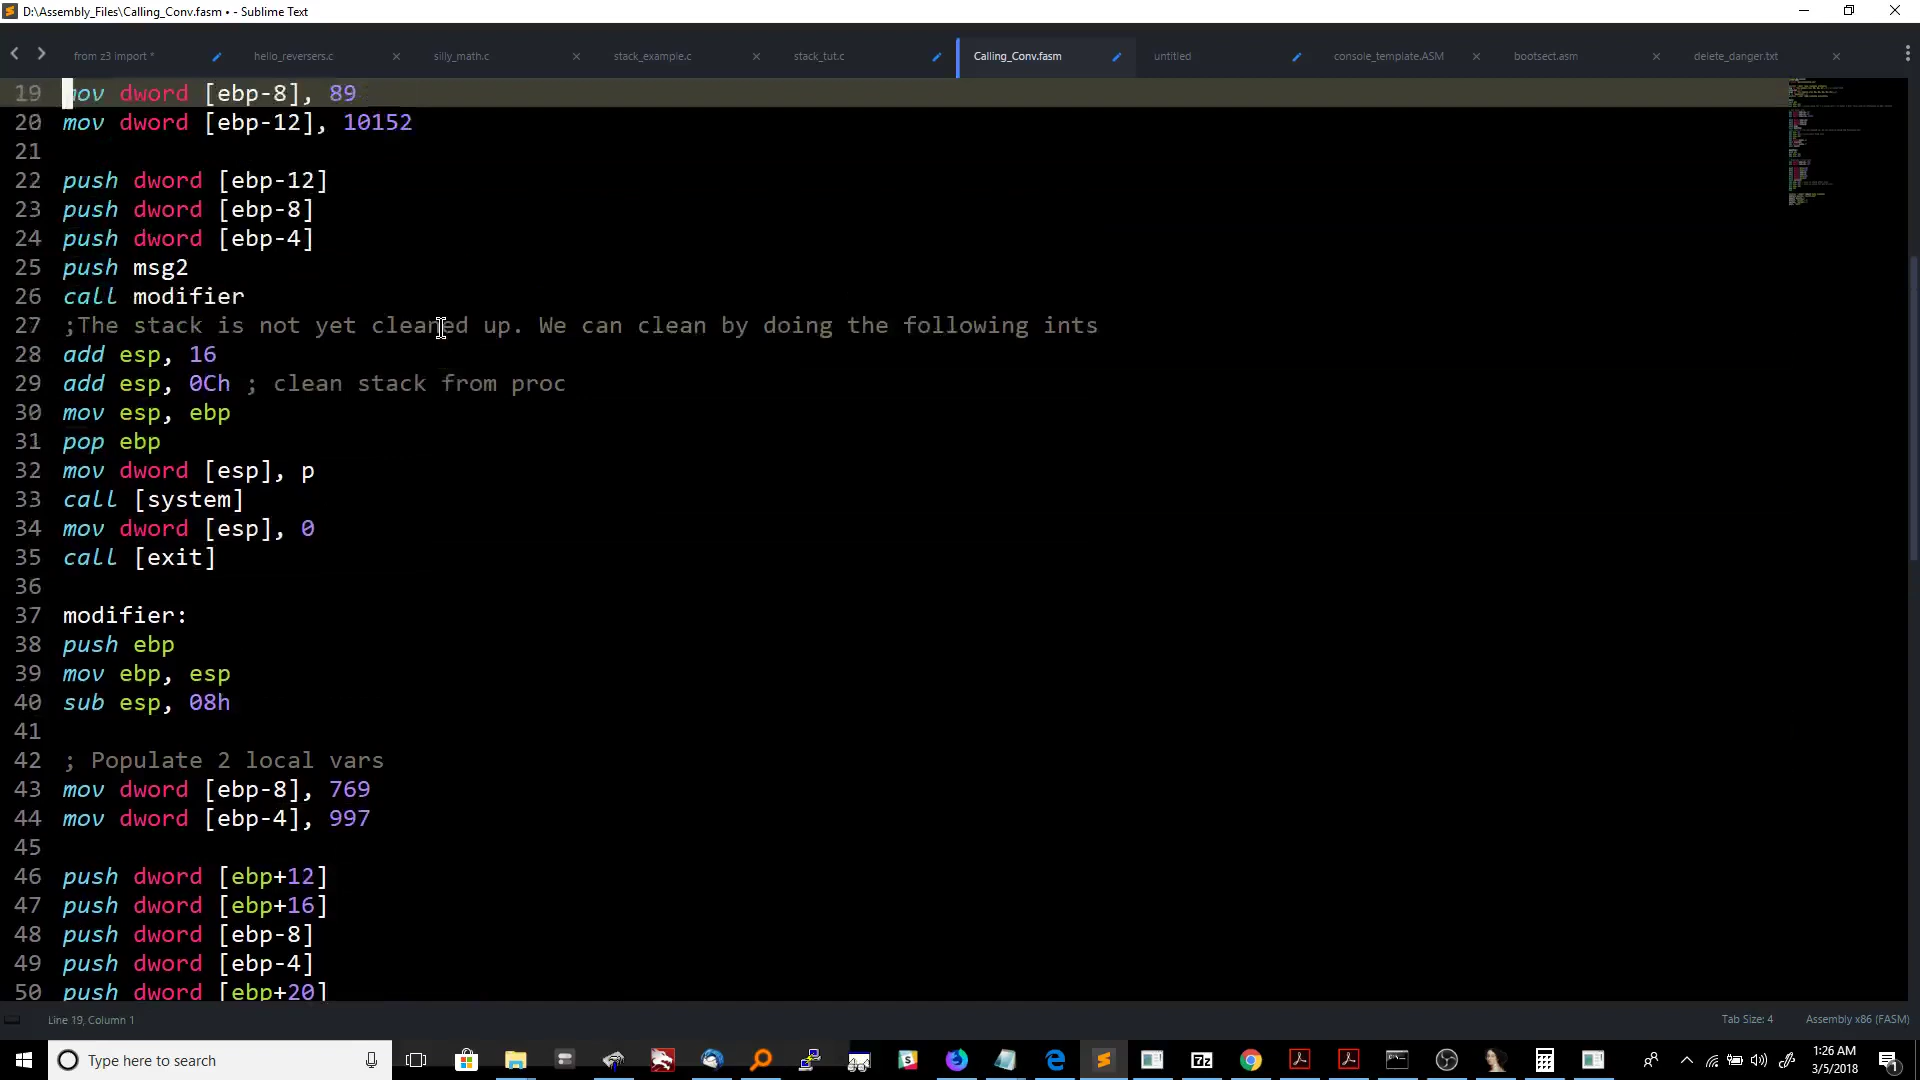 D:\Assembly_Files\Calling_Conv.fasm • - Sublime Text
from z3 import *
hello_reversers.c
silly_math.c
stack_example.c
stack_tut.c
Calling_Conv.fasm
untitled
console_template.ASM
bootsect.asm
delete_danger.txt
19 mov dword [ebp-8], 89
20 mov dword [ebp-12], 10152
21
22 push dword [ebp-12]
23 push dword [ebp-8]
24 push dword [ebp-4]
25 push msg2
26 call modifier
27 ;The stack is not yet cleaned up. We can clean by doing the following ints
28 add esp, 16
29 add esp, 0Ch ; clean stack from proc
30 mov esp, ebp
31 pop ebp
32 mov dword [esp], p
33 call [system]
34 mov dword [esp], 0
35 call [exit]
36
37 modifier:
38 push ebp
39 mov ebp, esp
40 sub esp, 08h
41
42 ; Populate 2 local vars
43 mov dword [ebp-8], 769
44 mov dword [ebp-4], 997
45
46 push dword [ebp+12]
47 push dword [ebp+16]
48 push dword [ebp-8]
49 push dword [ebp-4]
50 push dword [ebp+20]
Line 19, Column 1
Tab Size: 4
Assembly x86 (FASM)
Type here to search
7z
1:26 AM
3/5/2018